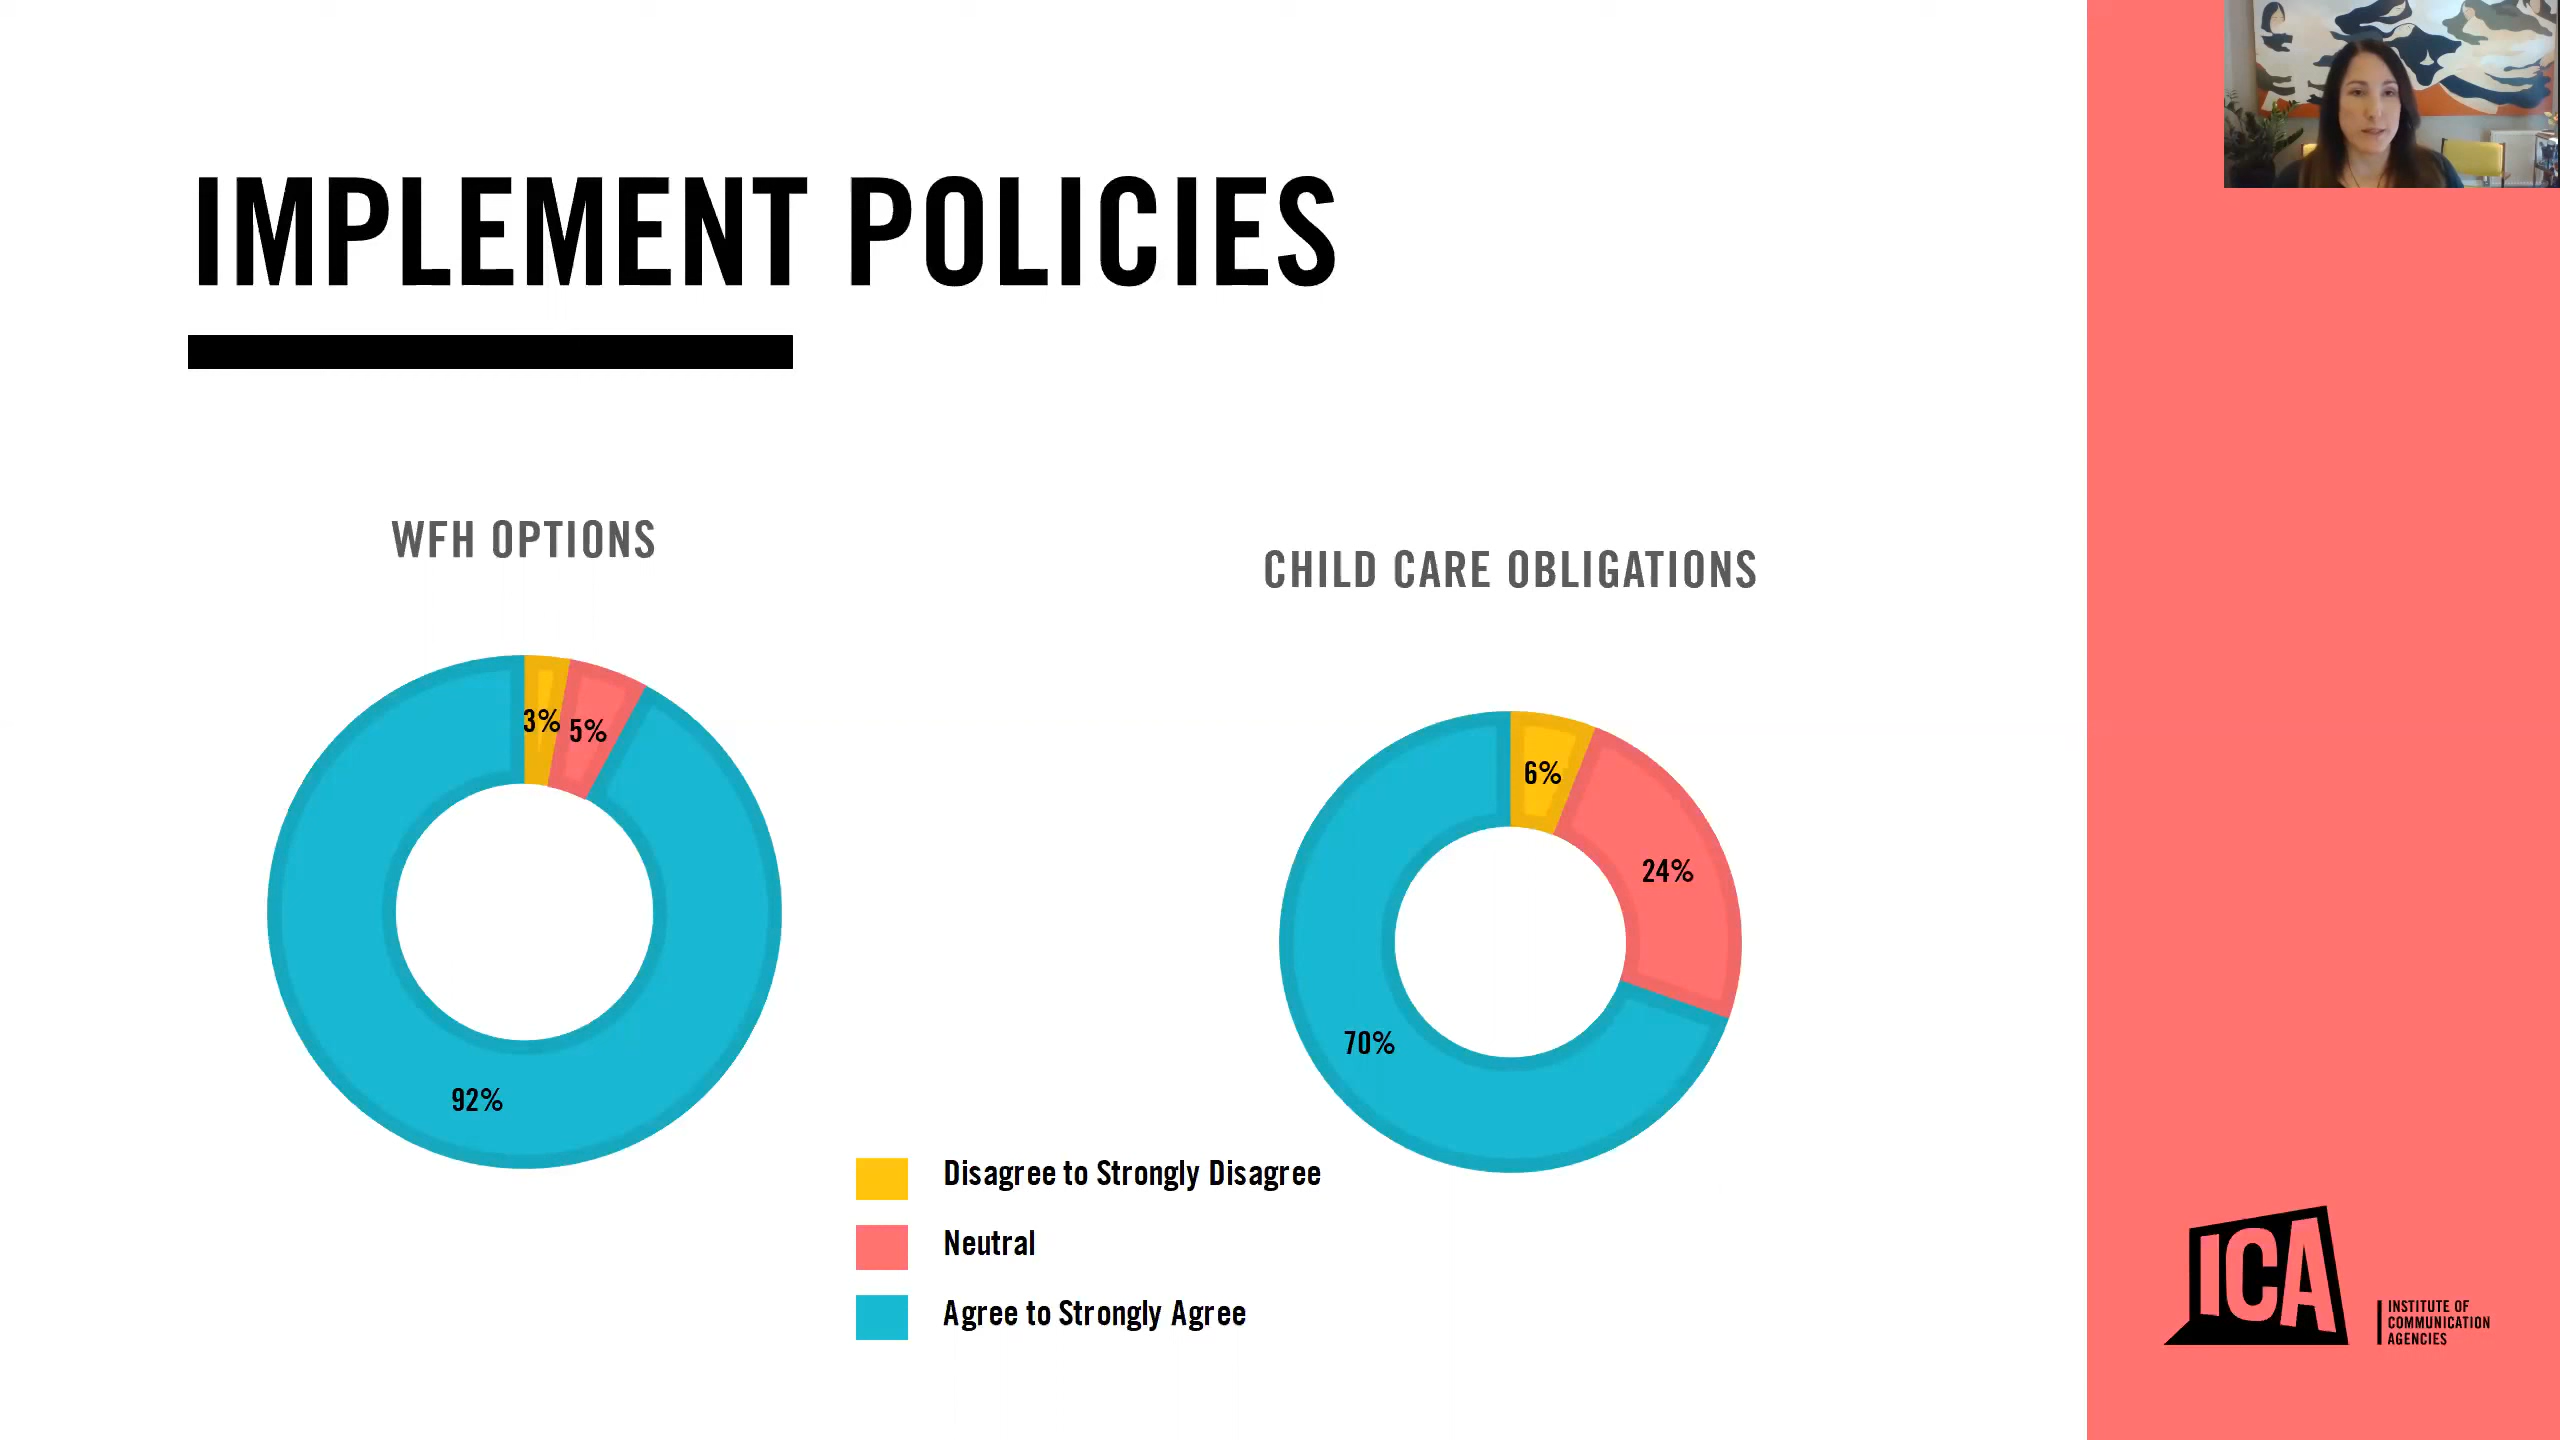 IMPLEMENT POLICIES
WFH OPTIONS
3%
5%
92%
CHILD CARE OBLIGATIONS
6%
24%
70%
Disagree to Strongly Disagree
Neutral
Agree to Strongly Agree
ICA
INSTITUTE OF
COMMUNICATION
AGENCIES